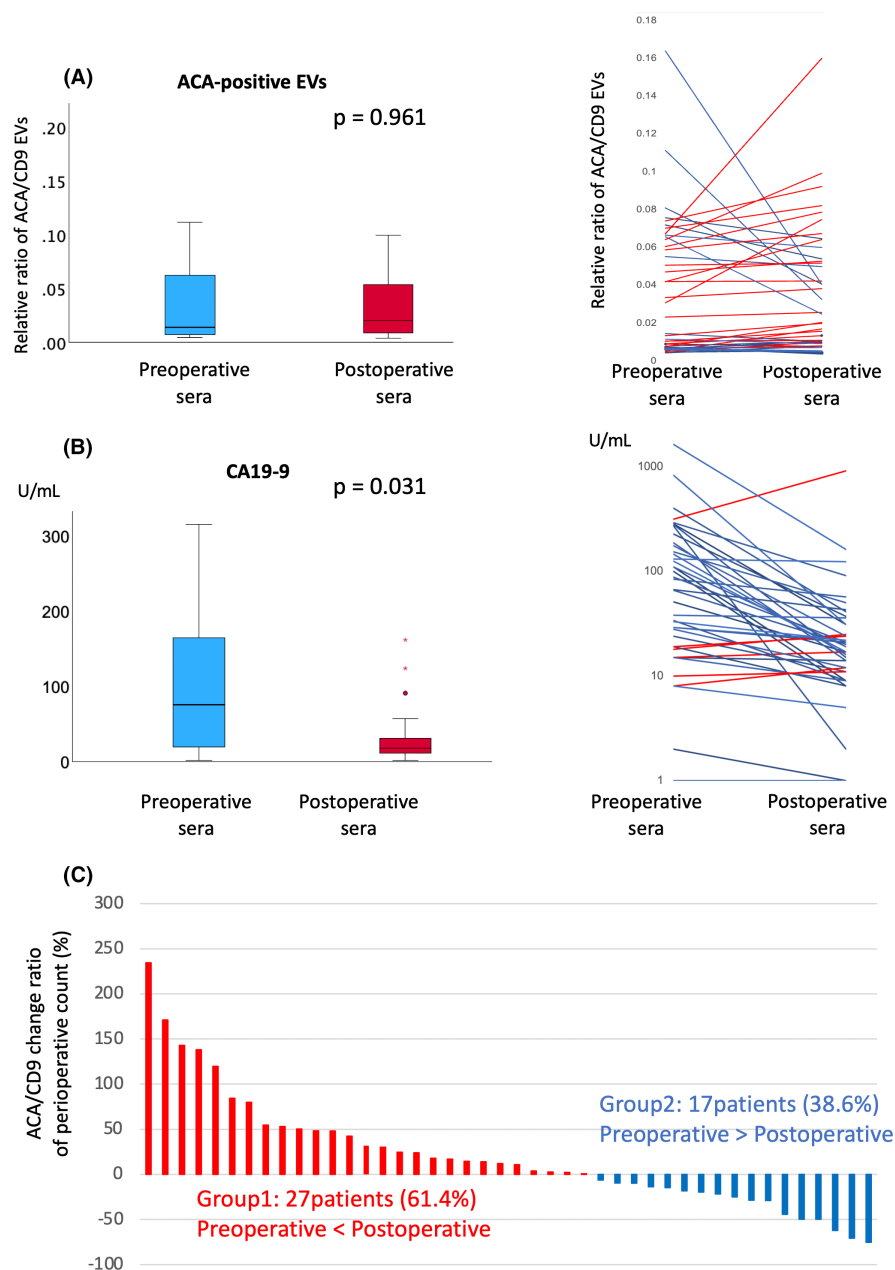 (A)
ACA-positive EVs
p = 0.961
Relative ratio of ACA/CD9 EVs
.20
.15
.10
.05
.00
Preoperative
sera
Postoperative
sera
Relative ratio of ACA/CD9 EVs
0.18
0.16
0.14
0.12
0.1
0.08
0.06
0.04
0.02
0
Preoperative
sera
Postoperative
sera
(B)
CA19-9
U/mL
p = 0.031
300
200
100
0
Preoperative
sera
Postoperative
sera
U/mL
1000
100
10
1
Preoperative
sera
Postoperative
sera
(C)
ACA/CD9 change ratio
of perioperative count (%)
300
250
200
150
100
50
0
-50
-100
Group2: 17patients (38.6%)
Preoperative > Postoperative
Group1: 27patients (61.4%)
Preoperative < Postoperative